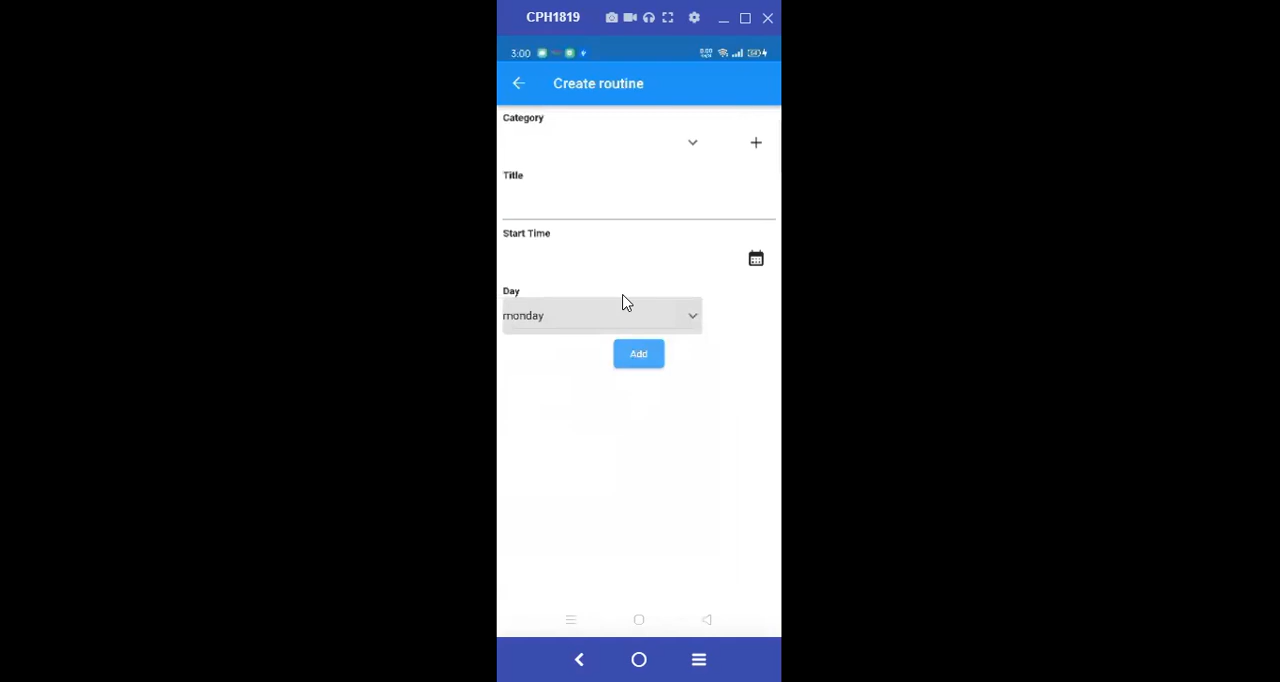 CPH1819
3:00
Create routine
Category
Title
Start Time
Day
monday
Add